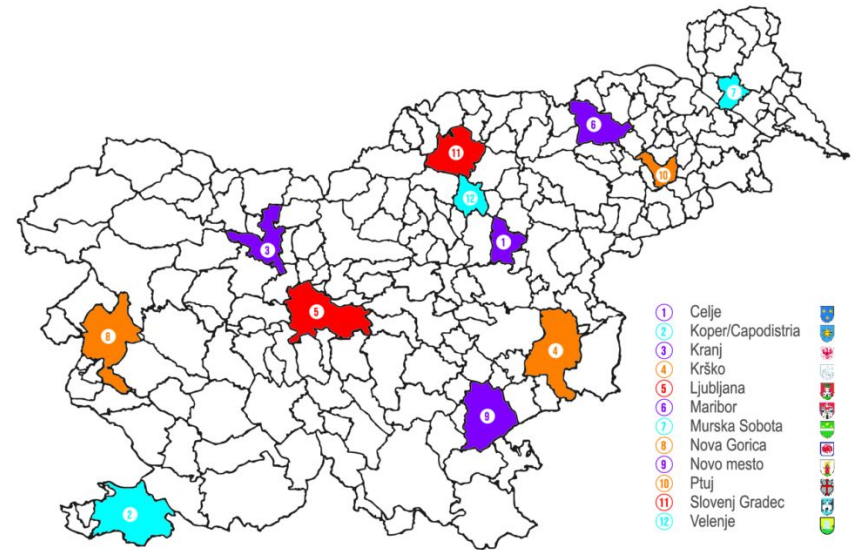 7
6
11
10
12
3
1
5
8
4
9
2
1 Celje
2 Koper/Capodistria
3 Kranj
4 Krško
5 Ljubljana
6 Maribor
7 Murska Sobota
8 Nova Gorica
9 Novo mesto
10 Ptuj
11 Slovenj Gradec
12 Velenje